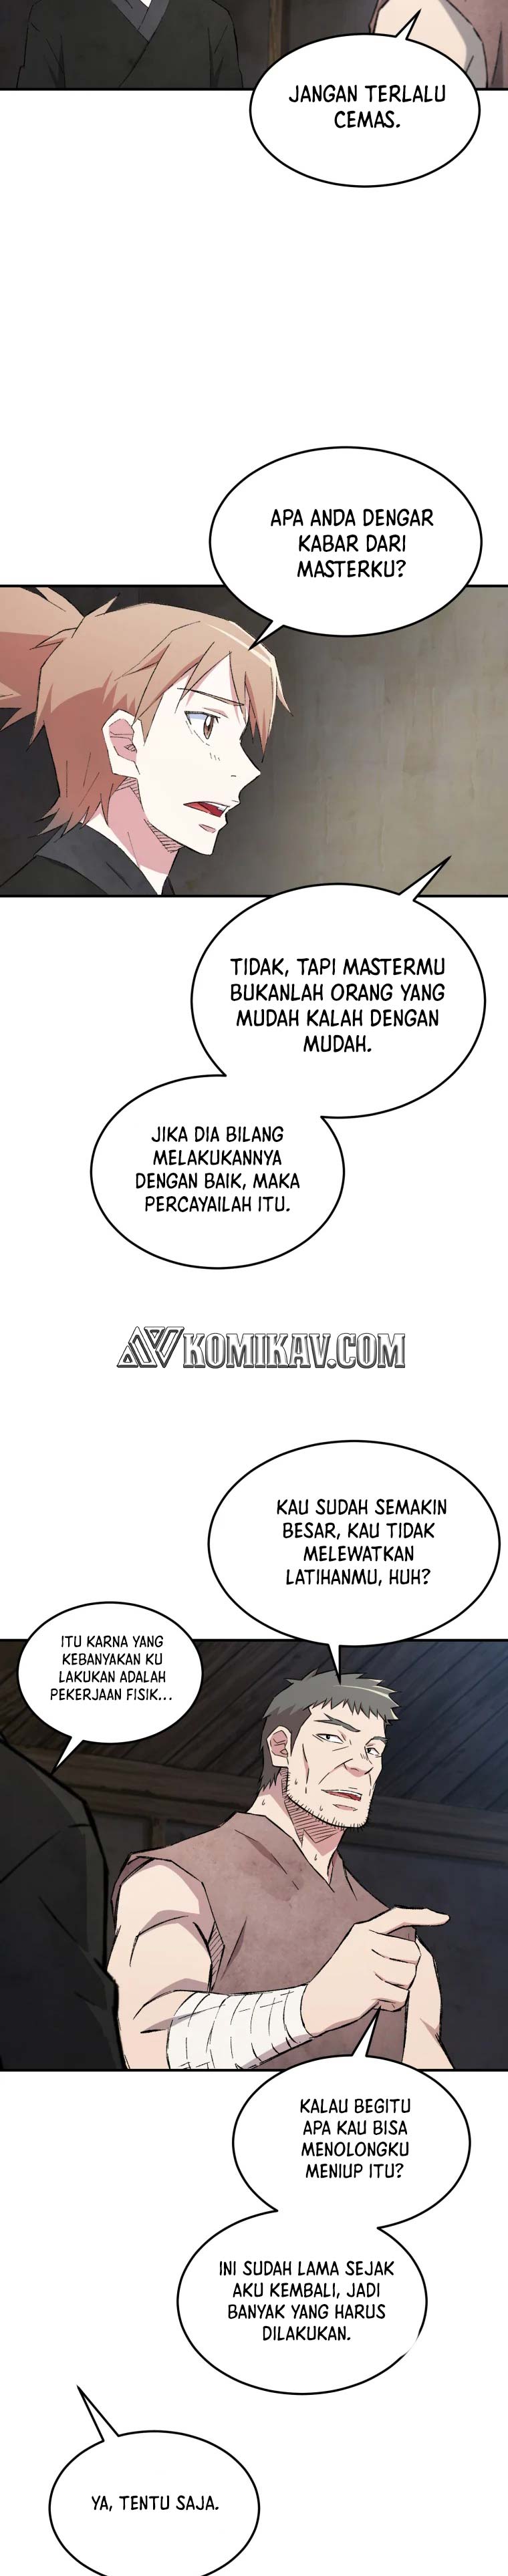 JANGAN TERLALU
CEMAS.
APA ANDA DENGAR
KABAR DARI
MASTERKU?
TIDAK, TAPI MASTERMU
BUKANLAH ORANG YANG
MUDAH KALAH DENGAN
MUDAH.
JIKA DIA BILANG
MELAKUKANNYA
DENGAN BAIK, MAKA
PERCAYAILAH ITU.
AV KOMIKAV.COM
KAU SUDAH SEMAKIN
BESAR, KAU TIDAK
MELEWATKAN
LATIHANMU, HUH?
ITU KARNA YANG
KEBANYAKAN KU
LAKUKAN ADALAH
PEKERJAAN FISIK...
KALAU BEGITU
APA KAU BISA
MENOLONGKU
MENIUP ITU?
INI SUDAH LAMA SEJAK
AKU KEMBALI, JADI
BANYAK YANG HARUS
DILAKUKAN.
YA, TENTU SAJA.